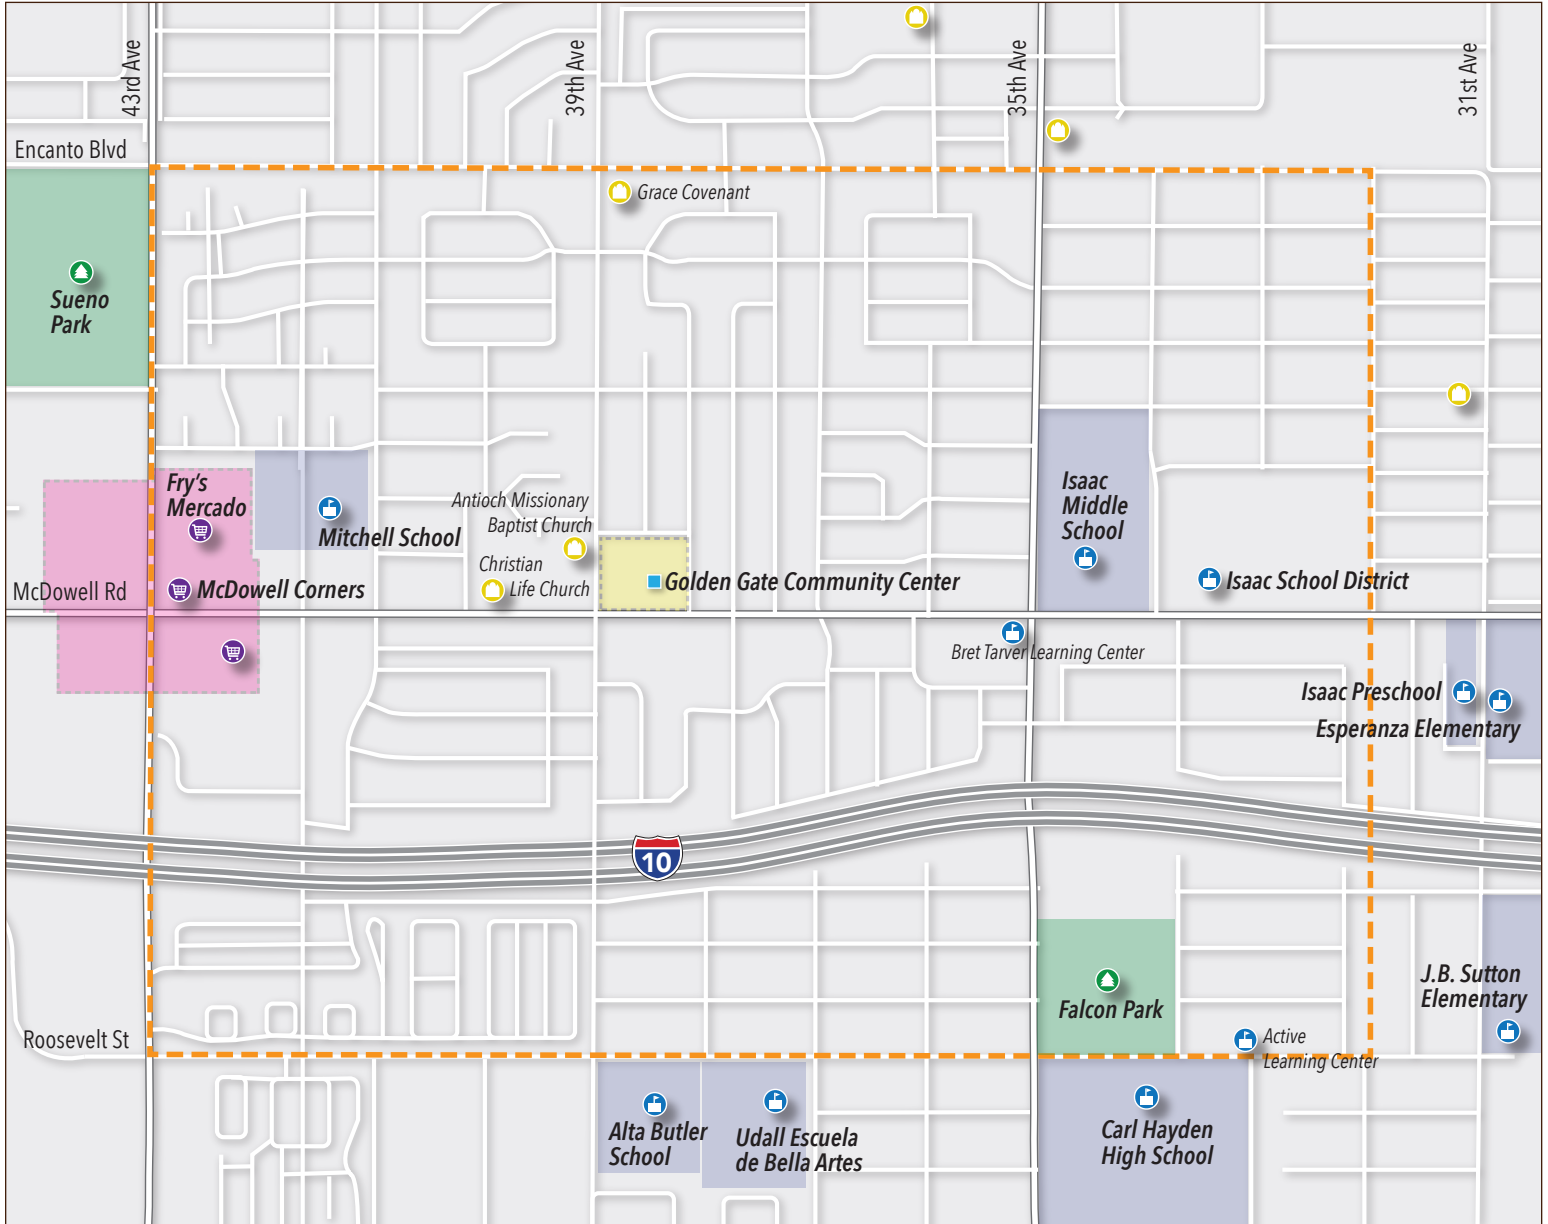 43rd Ave
39th Ave
35th Ave
31st Ave
Encanto Blvd
Grace Covenant
Sueno
Park
Fry's
Mercado
Mitchell School
Antioch Missionary
Baptist Church
Isaac
Middle
School
Christian
Life Church
McDowell Rd
McDowell Corners
Golden Gate Community Center
Isaac School District
Bret Tarver Learning Center
Isaac Preschool
Esperanza Elementary
10
J.B. Sutton
Elementary
Falcon Park
Roosevelt St
Active
Learning Center
Alta Butler
School
Udall Escuela
de Bella Artes
Carl Hayden
High School